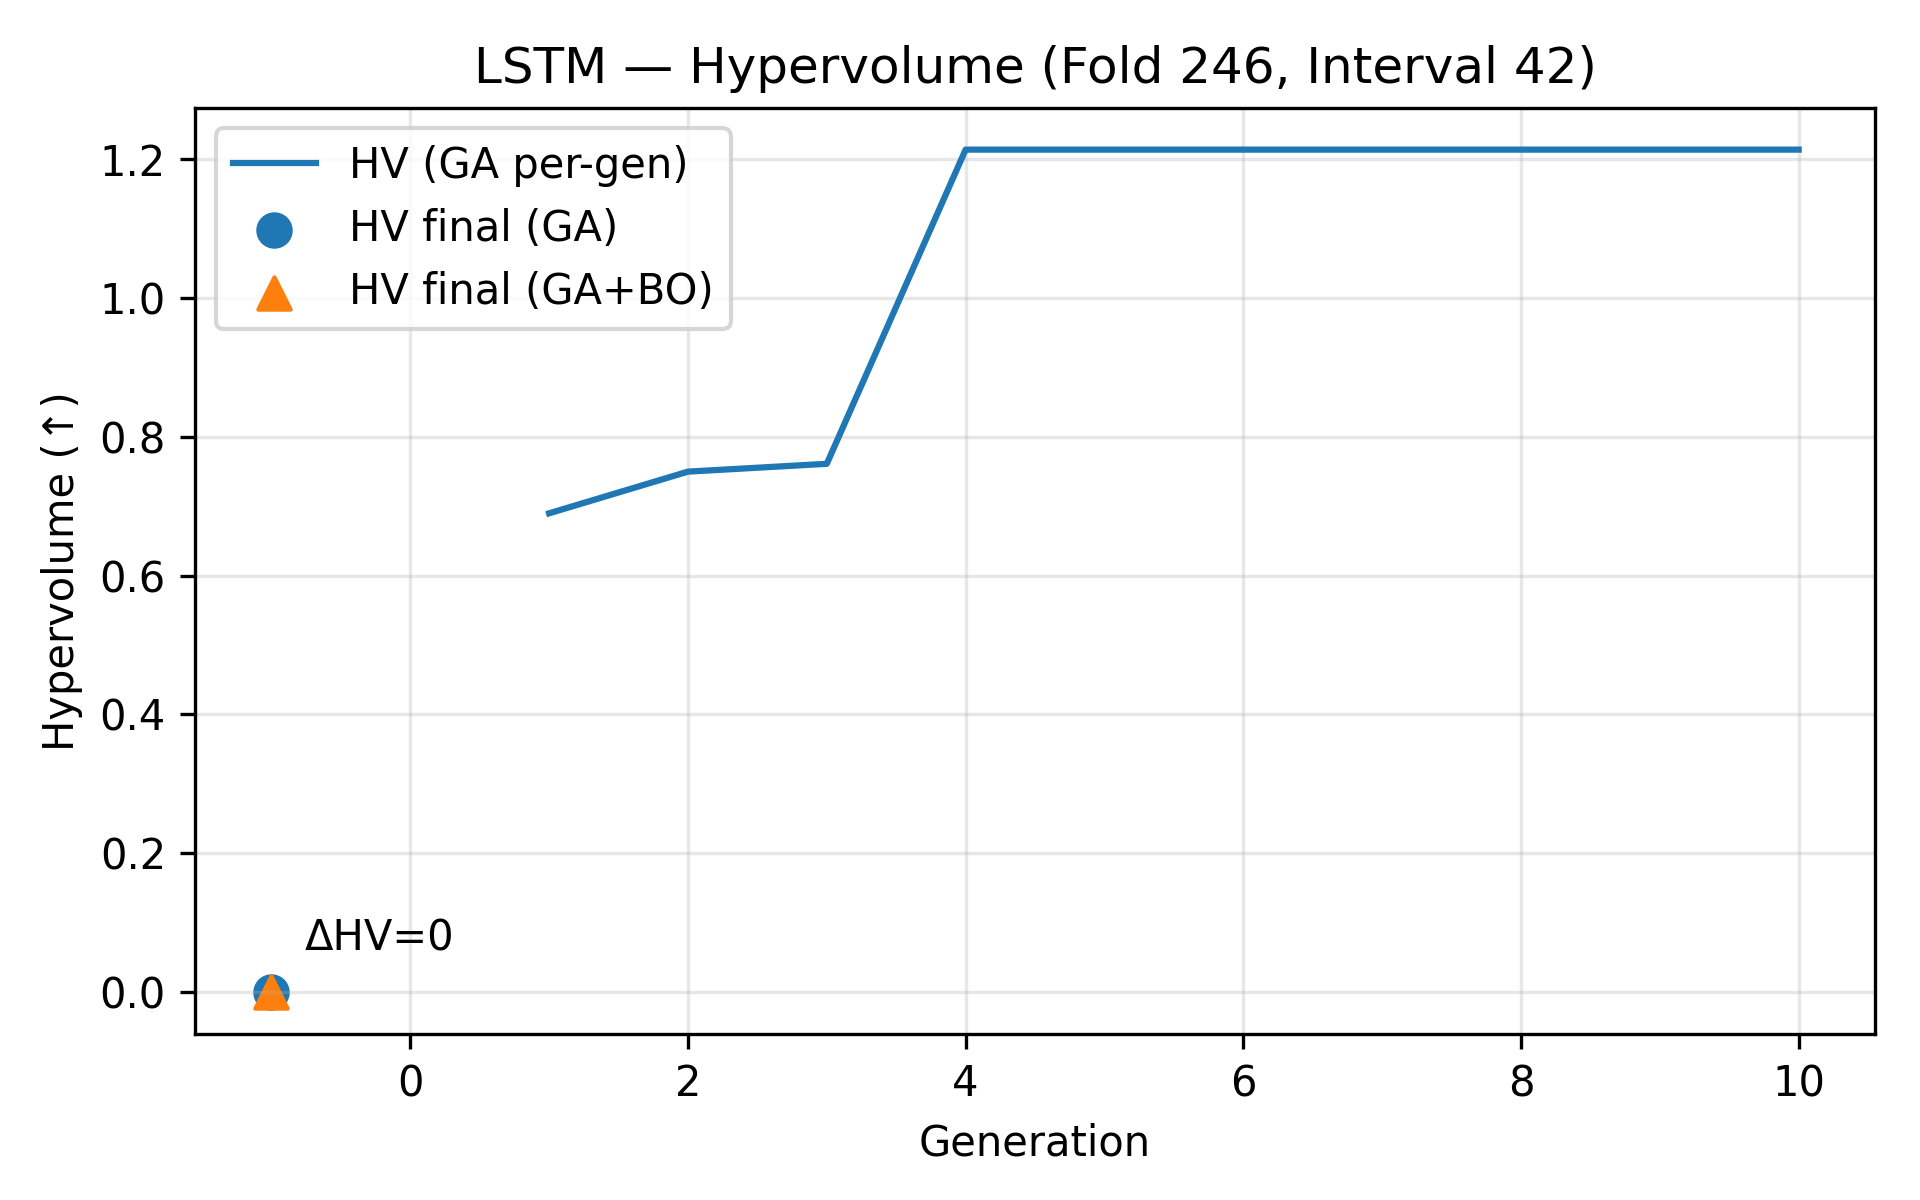 LSTM — Hypervolume (Fold 246, Interval 42)
HV (GA per-gen)
HV final (GA)
HV final (GA+BO)
Hypervolume (↑)
1.2
1.0
0.8
0.6
0.4
0.2
0.0
ΔHV=0
0 2 4 6 8 10
Generation